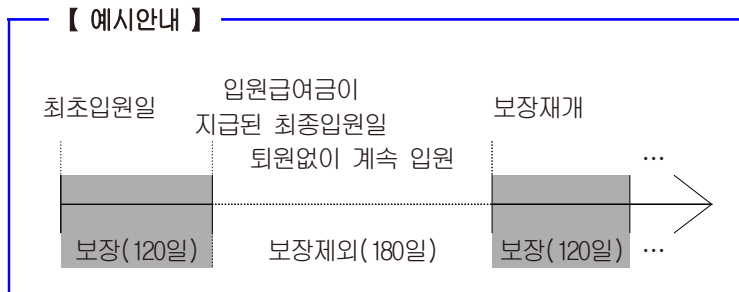 【 예시안내 】
최초입원일
입원급여금이
지급된 최종입원일
퇴원없이 계속 입원
보장재개
…
보장(120일)
보장제외(180일)
보장(120일)
…